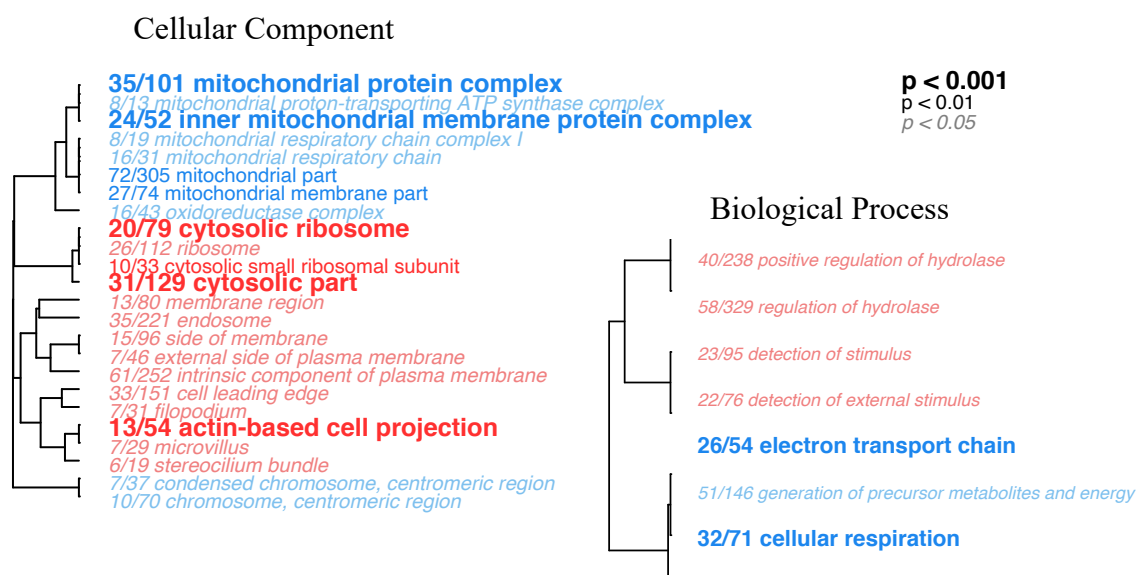 Cellular Component
35/101 mitochondrial protein complex
8/13 mitochondrial proton-transporting ATP synthase complex
24/52 inner mitochondrial membrane protein complex
8/19 mitochondrial respiratory chain complex I
16/31 mitochondrial respiratory chain
72/305 mitochondrial part
27/74 mitochondrial membrane part
16/43 oxidoreductase complex
20/79 cytosolic ribosome
26/112 ribosome
10/33 cytosolic small ribosomal subunit
31/129 cytosolic part
13/80 membrane region
35/221 endosome
15/96 side of membrane
7/46 external side of plasma membrane
61/252 intrinsic component of plasma membrane
33/151 cell leading edge
7/31 filopodium
13/54 actin-based cell projection
7/29 microvillus
6/19 stereocilium bundle
7/37 condensed chromosome, centromeric region
10/70 chromosome, centromeric region
p < 0.001
p < 0.01
p < 0.05
Biological Process
40/238 positive regulation of hydrolase
58/329 regulation of hydrolase
23/95 detection of stimulus
22/76 detection of external stimulus
26/54 electron transport chain
51/146 generation of precursor metabolites and energy
32/71 cellular respiration